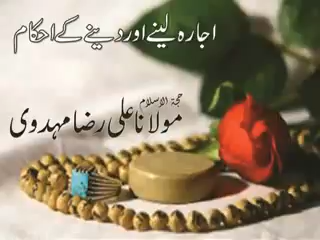 اجارہ لینے اور دینے کے احکام
حجۃ الاسلام
مولانا علی رضا مہدوی